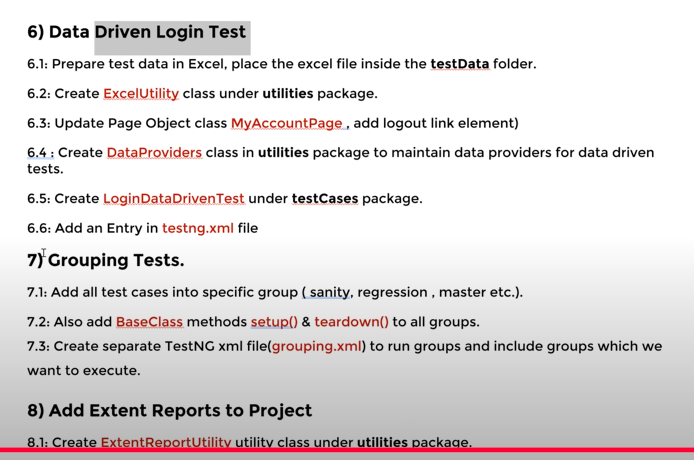 6) Data Driven Login Test
6.1: Prepare test data in Excel, place the excel file inside the testData folder.
6.2: Create ExcelUtility class under utilities package.
6.3: Update Page Object class MyAccountPage , add logout link element)
6.4 : Create DataProviders class in utilities package to maintain data providers for data driven
tests.
6.5: Create LoginDataDrivenTest under testCases package.
6.6: Add an Entry in testng.xml file
7) Grouping Tests.
7.1: Add all test cases into specific group ( sanity, regression , master etc.).
7.2: Also add BaseClass methods setup() & teardown() to all groups.
7.3: Create separate TestNG xml file(grouping.xml) to run groups and include groups which we
want to execute.
8) Add Extent Reports to Project
8.1: Create ExtentReportUtility utility class under utilities package.